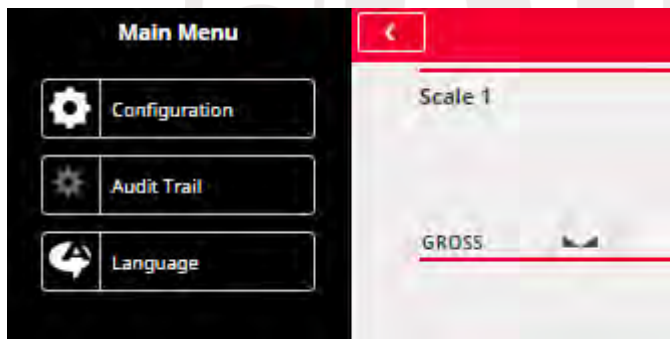 Main Menu
Configuration
Audit Trail
Language
Scale 1
GROSS